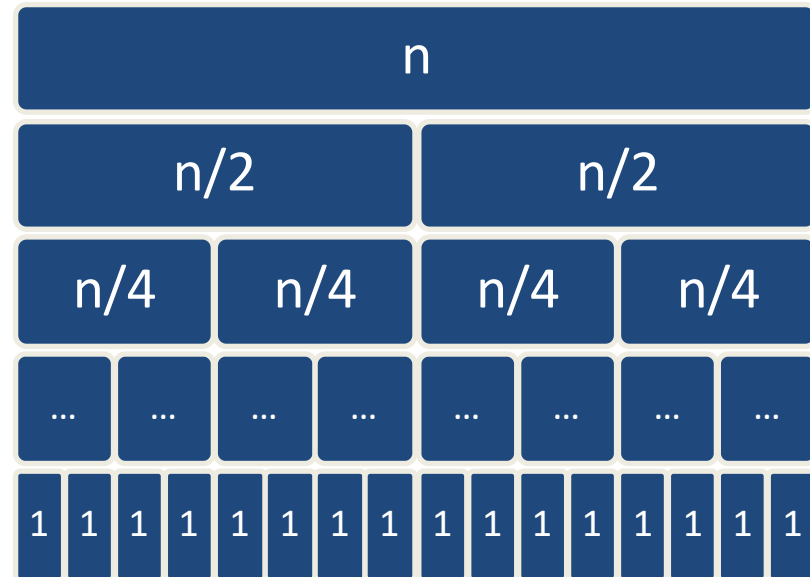 n
n/2 n/2
n/4 n/4 n/4 n/4
... ... ... ... ... ... ... ...
1 1 1 1 1 1 1 1 1 1 1 1 1 1 1 1